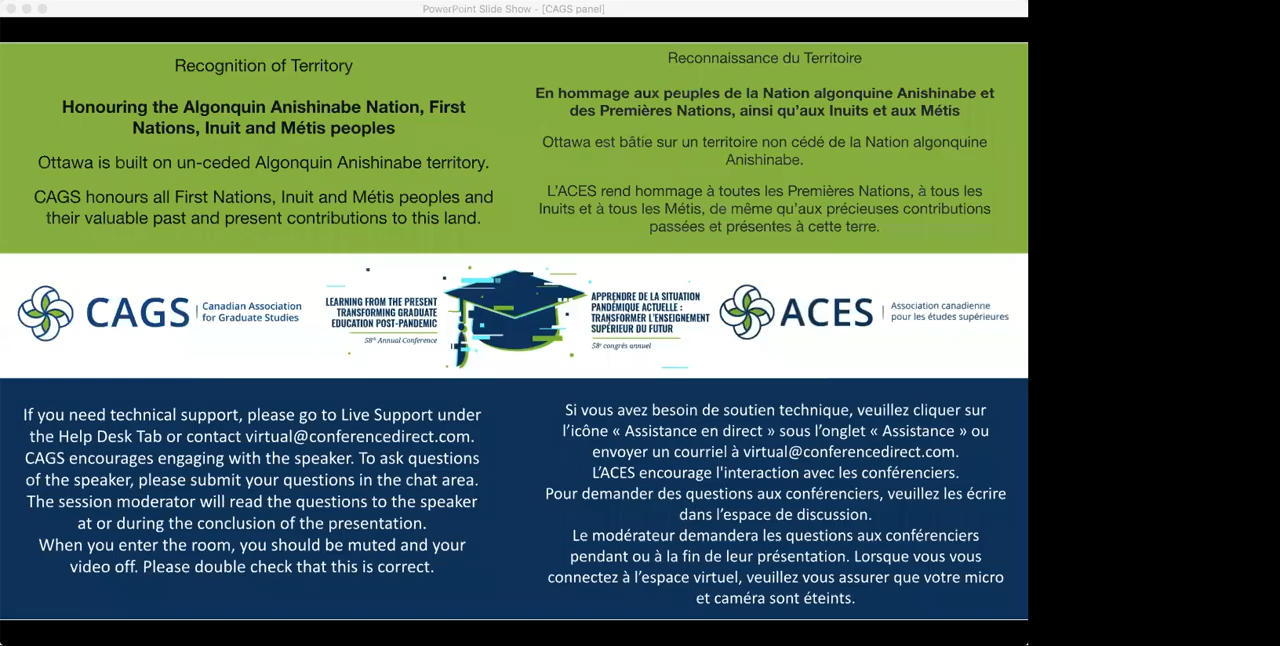 PowerPoint Slide Show - [CAGS panel]
Recognition of Territory
Honouring the Algonquin Anishinabe Nation, First
Nations, Inuit and Métis peoples
Ottawa is built on un-ceded Algonquin Anishinabe territory.
CAGS honours all First Nations, Inuit and Métis peoples and
their valuable past and present contributions to this land.
Reconnaissance du Territoire
En hommage aux peuples de la Nation algonquine Anishinabe et
des Premières Nations, ainsi qu'aux Inuits et aux Métis
Ottawa est bâtie sur un territoire non cédé de la Nation algonquine
Anishinabe.
L'ACES rend hommage à toutes les Premières Nations, à tous les
Inuits et à tous les Métis, de même qu'aux précieuses contributions
passées et présentes à cette terre.
CAGS
Canadian Association
for Graduate Studies
LEARNING FROM THE PRESENT
TRANSFORMING GRADUATE
EDUCATION POST-PANDEMIC
58th Annual Conference
APPRENDRE DE LA SITUATION
PANDÉMIQUE ACTUELLE :
TRANSFORMER L'ENSEIGNEMENT
SUPÉRIEUR DU FUTUR
58e congrès annuel
ACES
Association canadienne
pour les études supérieures
If you need technical support, please go to Live Support under
the Help Desk Tab or contact virtual@conferencedirect.com.
CAGS encourages engaging with the speaker. To ask questions
of the speaker, please submit your questions in the chat area.
The session moderator will read the questions to the speaker
at or during the conclusion of the presentation.
When you enter the room, you should be muted and your
video off. Please double check that this is correct.
Si vous avez besoin de soutien technique, veuillez cliquer sur
l'icône « Assistance en direct » sous l'onglet « Assistance » ou
envoyer un courriel à virtual@conferencedirect.com.
L'ACES encourage l'interaction avec les conférenciers.
Pour demander des questions aux conférenciers, veuillez les écrire
dans l'espace de discussion.
Le modérateur demandera les questions aux conférenciers
pendant ou à la fin de leur présentation. Lorsque vous vous
connectez à l'espace virtuel, veuillez vous assurer que votre micro
et caméra sont éteints.